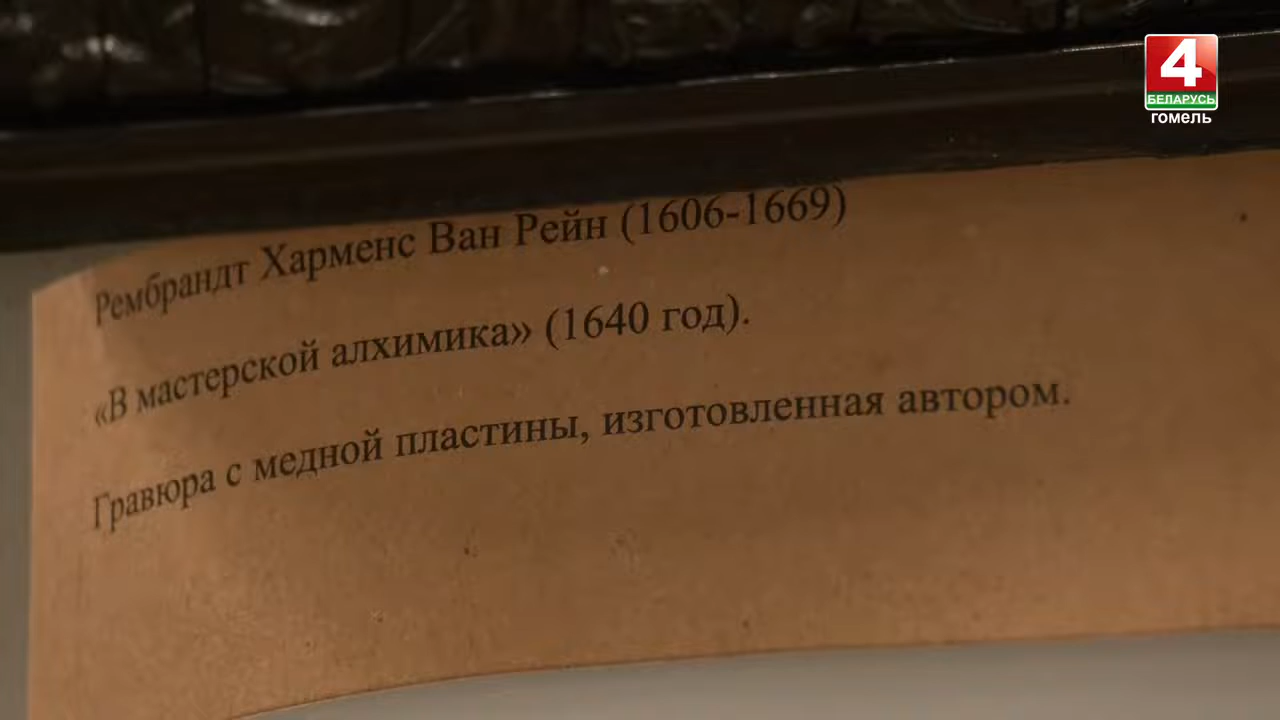 4
БЕЛАРУСЬ
гомель
Рембрандт Харменс Ван Рейн (1606-1669)
«В мастерской алхимика» (1640 год).
Гравюра с медной пластины, изготовленная автором.